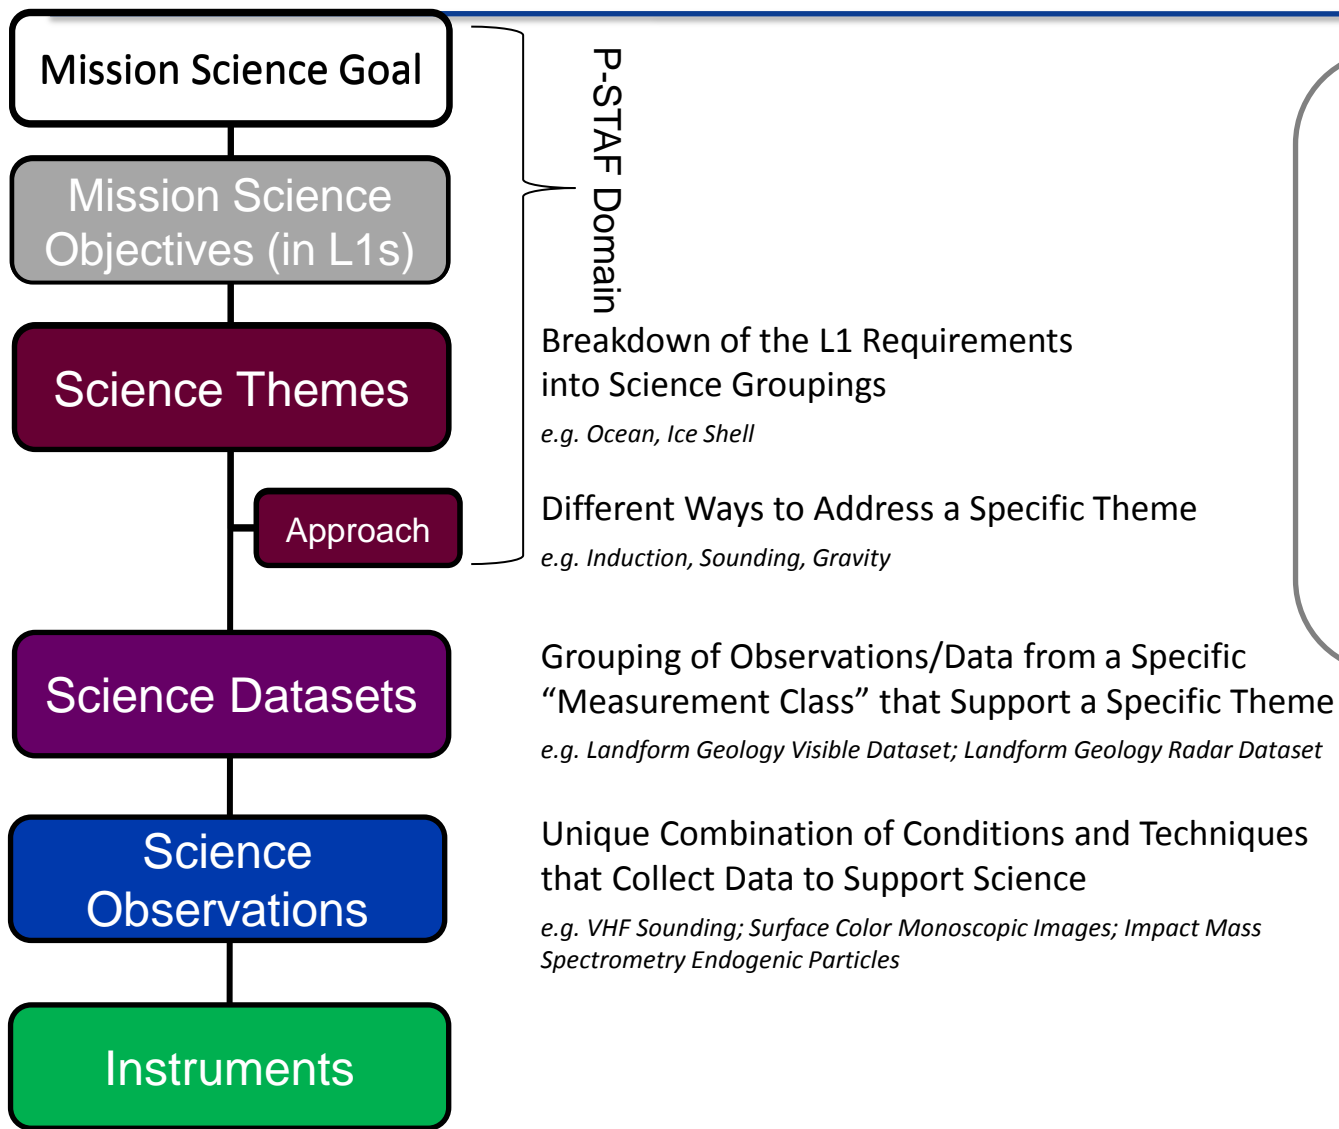 Mission Science Goal
P-STAF Domain
Mission Science
Objectives (in L1s)
Science Themes
Breakdown of the L1 Requirements
into Science Groupings
e.g. Ocean, Ice Shell
Approach
Different Ways to Address a Specific Theme
e.g. Induction, Sounding, Gravity
Science Datasets
Grouping of Observations/Data from a Specific
“Measurement Class” that Support a Specific Theme
e.g. Landform Geology Visible Dataset; Landform Geology Radar Dataset
Science
Observations
Unique Combination of Conditions and Techniques
that Collect Data to Support Science
e.g. VHF Sounding; Surface Color Monoscopic Images; Impact Mass
Spectrometry Endogenic Particles
Instruments